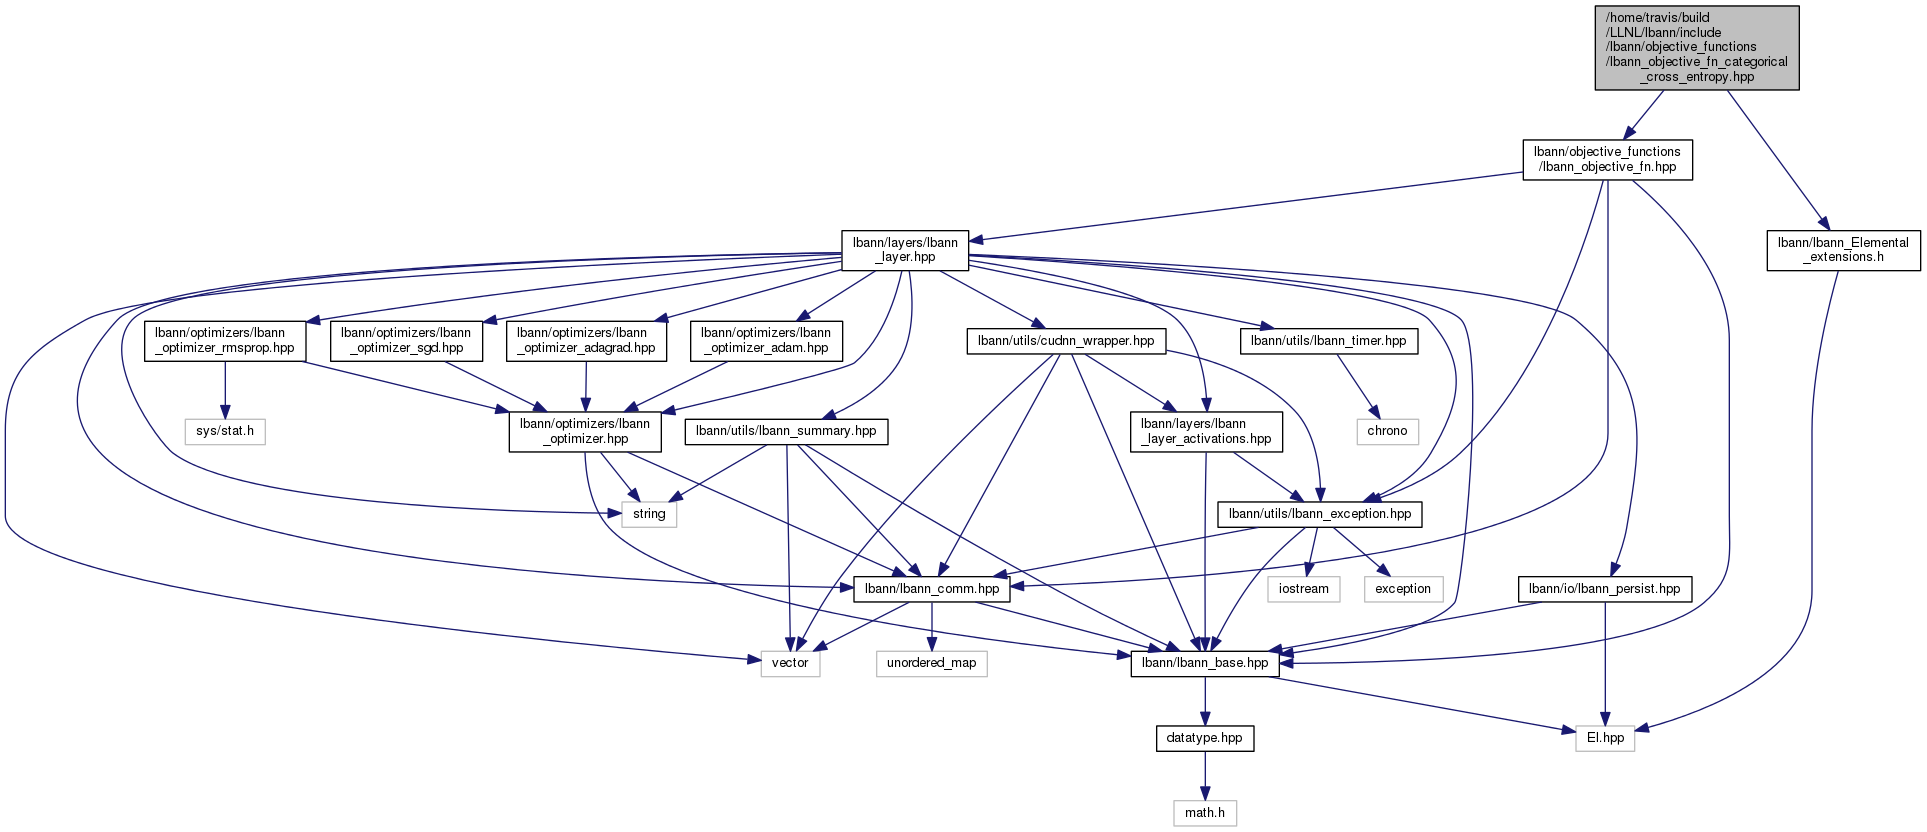 /home/travis/build
/LLNL/lbann/include
/lbann/objective_functions
/lbann_objective_fn_categorical
_cross_entropy.hpp
lbann/objective_functions
/lbann_objective_fn.hpp
lbann/layers/lbann
_layer.hpp
lbann/lbann_Elemental
_extensions.h
lbann/optimizers/lbann
_optimizer_rmsprop.hpp
lbann/optimizers/lbann
_optimizer_sgd.hpp
lbann/optimizers/lbann
_optimizer_adagrad.hpp
lbann/optimizers/lbann
_optimizer_adam.hpp
lbann/utils/cudnn_wrapper.hpp
lbann/utils/lbann_timer.hpp
sys/stat.h
lbann/optimizers/lbann
_optimizer.hpp
lbann/utils/lbann_summary.hpp
lbann/layers/lbann
_layer_activations.hpp
chrono
string
lbann/utils/lbann_exception.hpp
lbann/lbann_comm.hpp
iostream
exception
lbann/io/lbann_persist.hpp
vector
unordered_map
lbann/lbann_base.hpp
datatype.hpp
El.hpp
math.h